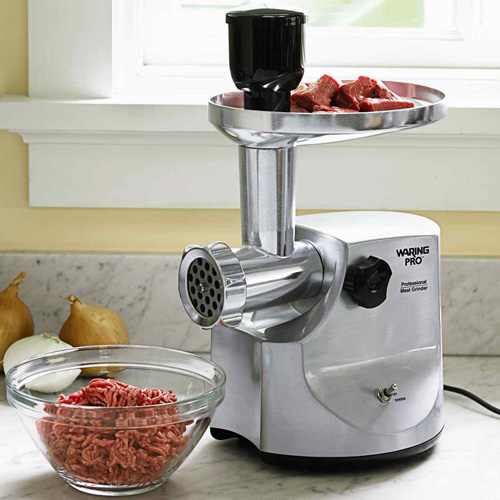 WARING
PRO
Professional
Meat Grinder